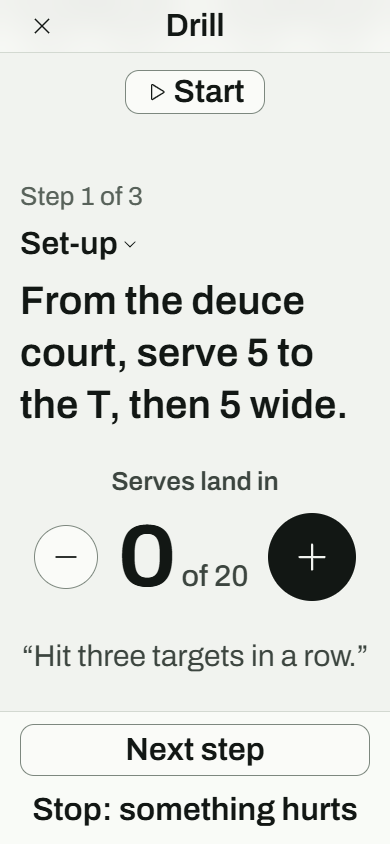 Drill
Start
Step 1 of 3
Set-up
From the deuce
court, serve 5 to
the T, then 5 wide.
Serves land in
0 of 20
“Hit three targets in a row.”
Next step
Stop: something hurts